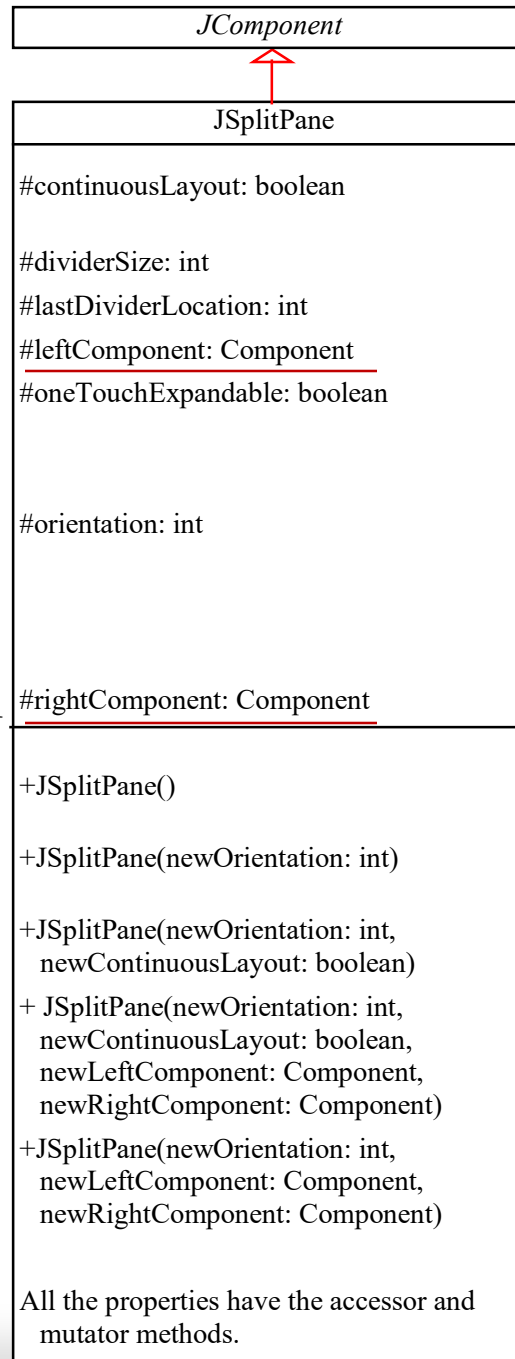 JComponent
JSplitPane
#continuousLayout: boolean
#dividerSize: int
#lastDividerLocation: int
#leftComponent: Component
#oneTouchExpandable: boolean
#orientation: int
#rightComponent: Component
+JSplitPane()
+JSplitPane(newOrientation: int)
+JSplitPane(newOrientation: int,
newContinuousLayout: boolean)
+ JSplitPane(newOrientation: int,
newContinuousLayout: boolean,
newLeftComponent: Component,
newRightComponent: Component)
+JSplitPane(newOrientation: int,
newLeftComponent: Component,
newRightComponent: Component)
All the properties have the accessor and
mutator methods.